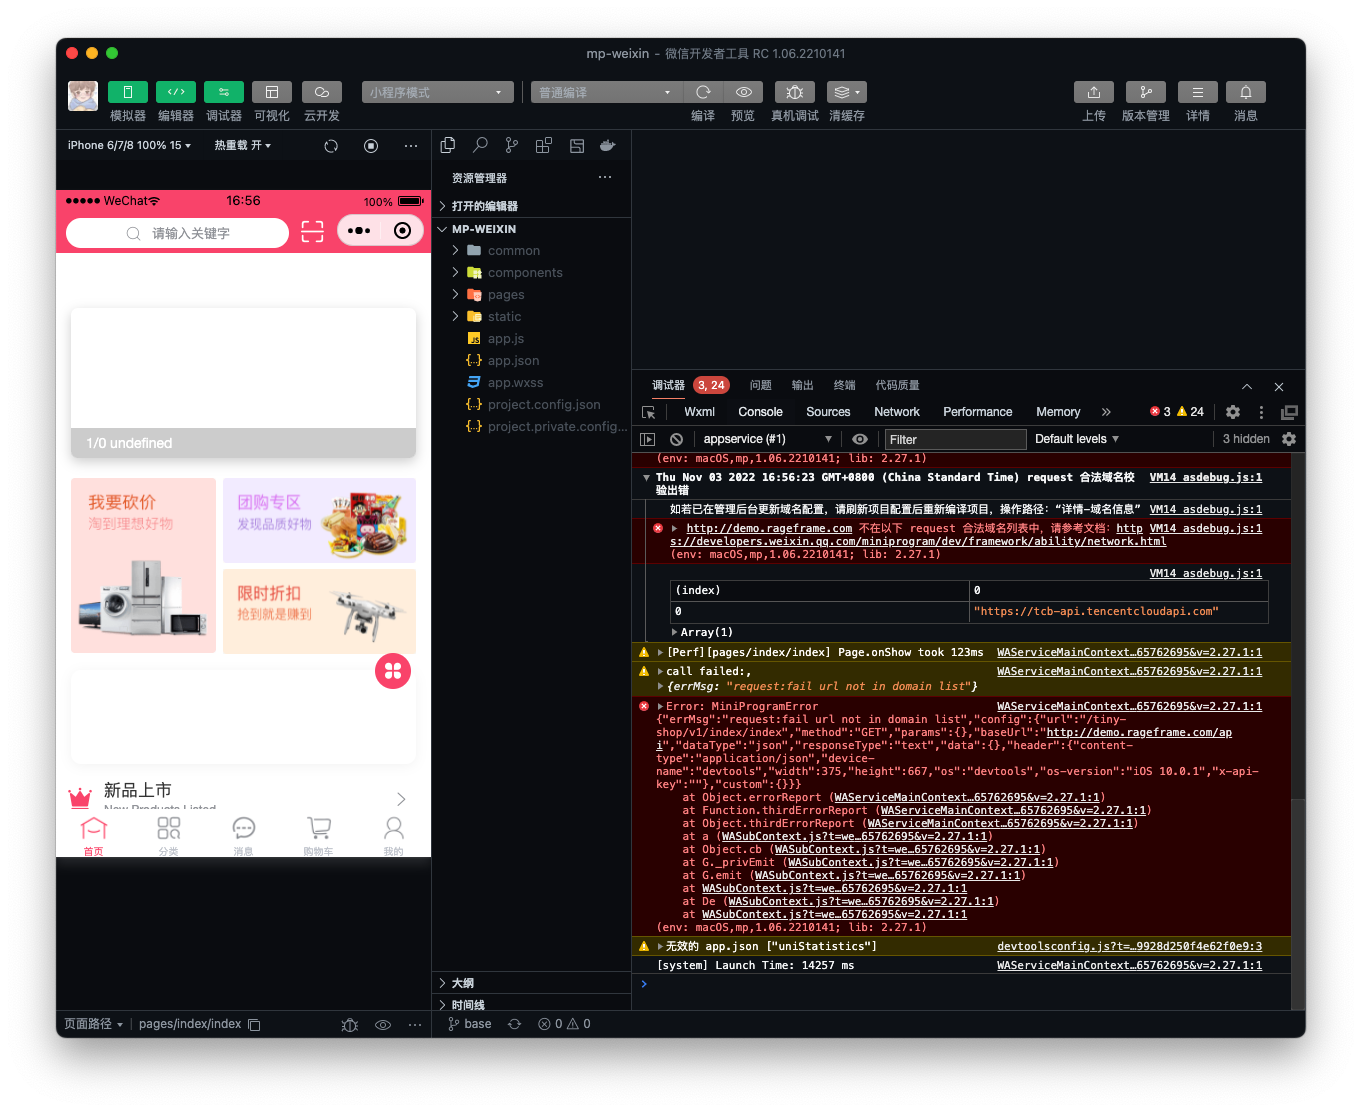 mp-weixin - 微信开发者工具 RC 1.06.2210141
模拟器
编辑器
调试器
可视化
云开发
小程序模式
普通编译
编译
预览
真机调试
清缓存
上传
版本管理
详情
消息
iPhone 6/7/8 100% 15
热重载 开
WeChat
16:56
100%
请输入关键字
1/0 undefined
我要砍价
淘到理想好物
团购专区
发现品质好物
限时折扣
抢到就是赚到
新品上市
New Products Listed
首页
分类
消息
购物车
我的
页面路径
pages/index/index
资源管理器
打开的编辑器
MP-WEIXIN
common
components
pages
static
app.js
app.json
app.wxss
project.config.json
project.private.config...
大纲
时间线
base
0
0
调试器
3, 24
问题
输出
终端
代码质量
Wxml
Console
Sources
Network
Performance
Memory
3
24
appservice (#1)
Filter
Default levels
3 hidden
(env: macOS,mp,1.06.2210141; lib: 2.27.1)
Thu Nov 03 2022 16:56:23 GMT+0800 (China Standard Time) request 合法域名校 VM14 asdebug.js:1
验出错
如若已在管理后台更新域名配置，请刷新项目配置后重新编译项目，操作路径：“详情-域名信息” VM14 asdebug.js:1
http://demo.rageframe.com 不在以下 request 合法域名列表中，请参考文档：http VM14 asdebug.js:1
s://developers.weixin.qq.com/miniprogram/dev/framework/ability/network.html
(env: macOS,mp,1.06.2210141; lib: 2.27.1)
VM14 asdebug.js:1
(index) 0
0 "https://tcb-api.tencentcloudapi.com"
Array(1)
[Perf][pages/index/index] Page.onShow took 123ms WAServiceMainContext…65762695&v=2.27.1:1
call failed:, WAServiceMainContext…65762695&v=2.27.1:1
{errMsg: "request:fail url not in domain list"}
Error: MiniProgramError WAServiceMainContext…65762695&v=2.27.1:1
{"errMsg":"request:fail url not in domain list","config":{"url":"/tiny-
shop/v1/index/index","method":"GET","params":{},"baseUrl":"http://demo.rageframe.com/ap
i","dataType":"json","responseType":"text","data":{},"header":{"content-
type":"application/json","device-
name":"devtools","width":375,"height":667,"os":"devtools","os-version":"iOS 10.0.1","x-api-
key":""},"custom":{}}}
at Object.errorReport (WAServiceMainContext…65762695&v=2.27.1:1)
at Function.thirdErrorReport (WAServiceMainContext…65762695&v=2.27.1:1)
at Object.thirdErrorReport (WAServiceMainContext…65762695&v=2.27.1:1)
at a (WASubContext.js?t=we…65762695&v=2.27.1:1)
at Object.cb (WASubContext.js?t=we…65762695&v=2.27.1:1)
at G._privEmit (WASubContext.js?t=we…65762695&v=2.27.1:1)
at G.emit (WASubContext.js?t=we…65762695&v=2.27.1:1)
at WASubContext.js?t=we…65762695&v=2.27.1:1
at De (WASubContext.js?t=we…65762695&v=2.27.1:1)
at WASubContext.js?t=we…65762695&v=2.27.1:1
(env: macOS,mp,1.06.2210141; lib: 2.27.1)
无效的 app.json ["uniStatistics"] devtoolsconfig.js?t=…9928d250f4e62f0e9:3
[system] Launch Time: 14257 ms WAServiceMainContext…65762695&v=2.27.1:1